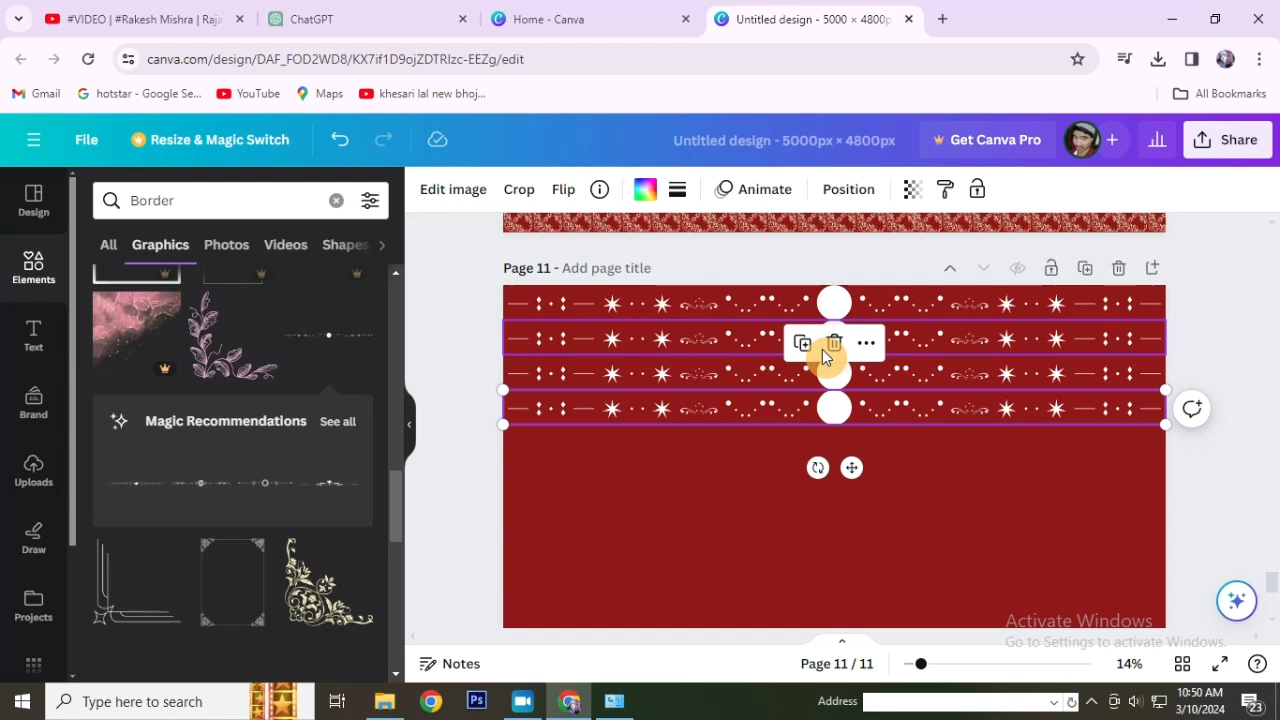 #VIDEO | #Rakesh Mishra | Raja
ChatGPT
Home - Canva
Untitled design - 5000 × 4800p
canva.com/design/DAF_FOD2WD8/KX7if1D9ojZDTRIzc-EEZg/edit
Gmail
hotstar - Google Se...
YouTube
Maps
khesari lal new bhoj...
All Bookmarks
File
Resize & Magic Switch
Untitled design - 5000px × 4800px
Get Canva Pro
Share
Design
Elements
Text
Brand
Uploads
Draw
Projects
Border
All
Graphics
Photos
Videos
Shapes
Magic Recommendations
See all
Edit image
Crop
Flip
Animate
Position
Page 11 - Add page title
Activate Windows
Go to Settings to activate Windows.
Notes
Page 11 / 11
14%
Type here to search
Ps
Address
10:50 AM
3/10/2024
23